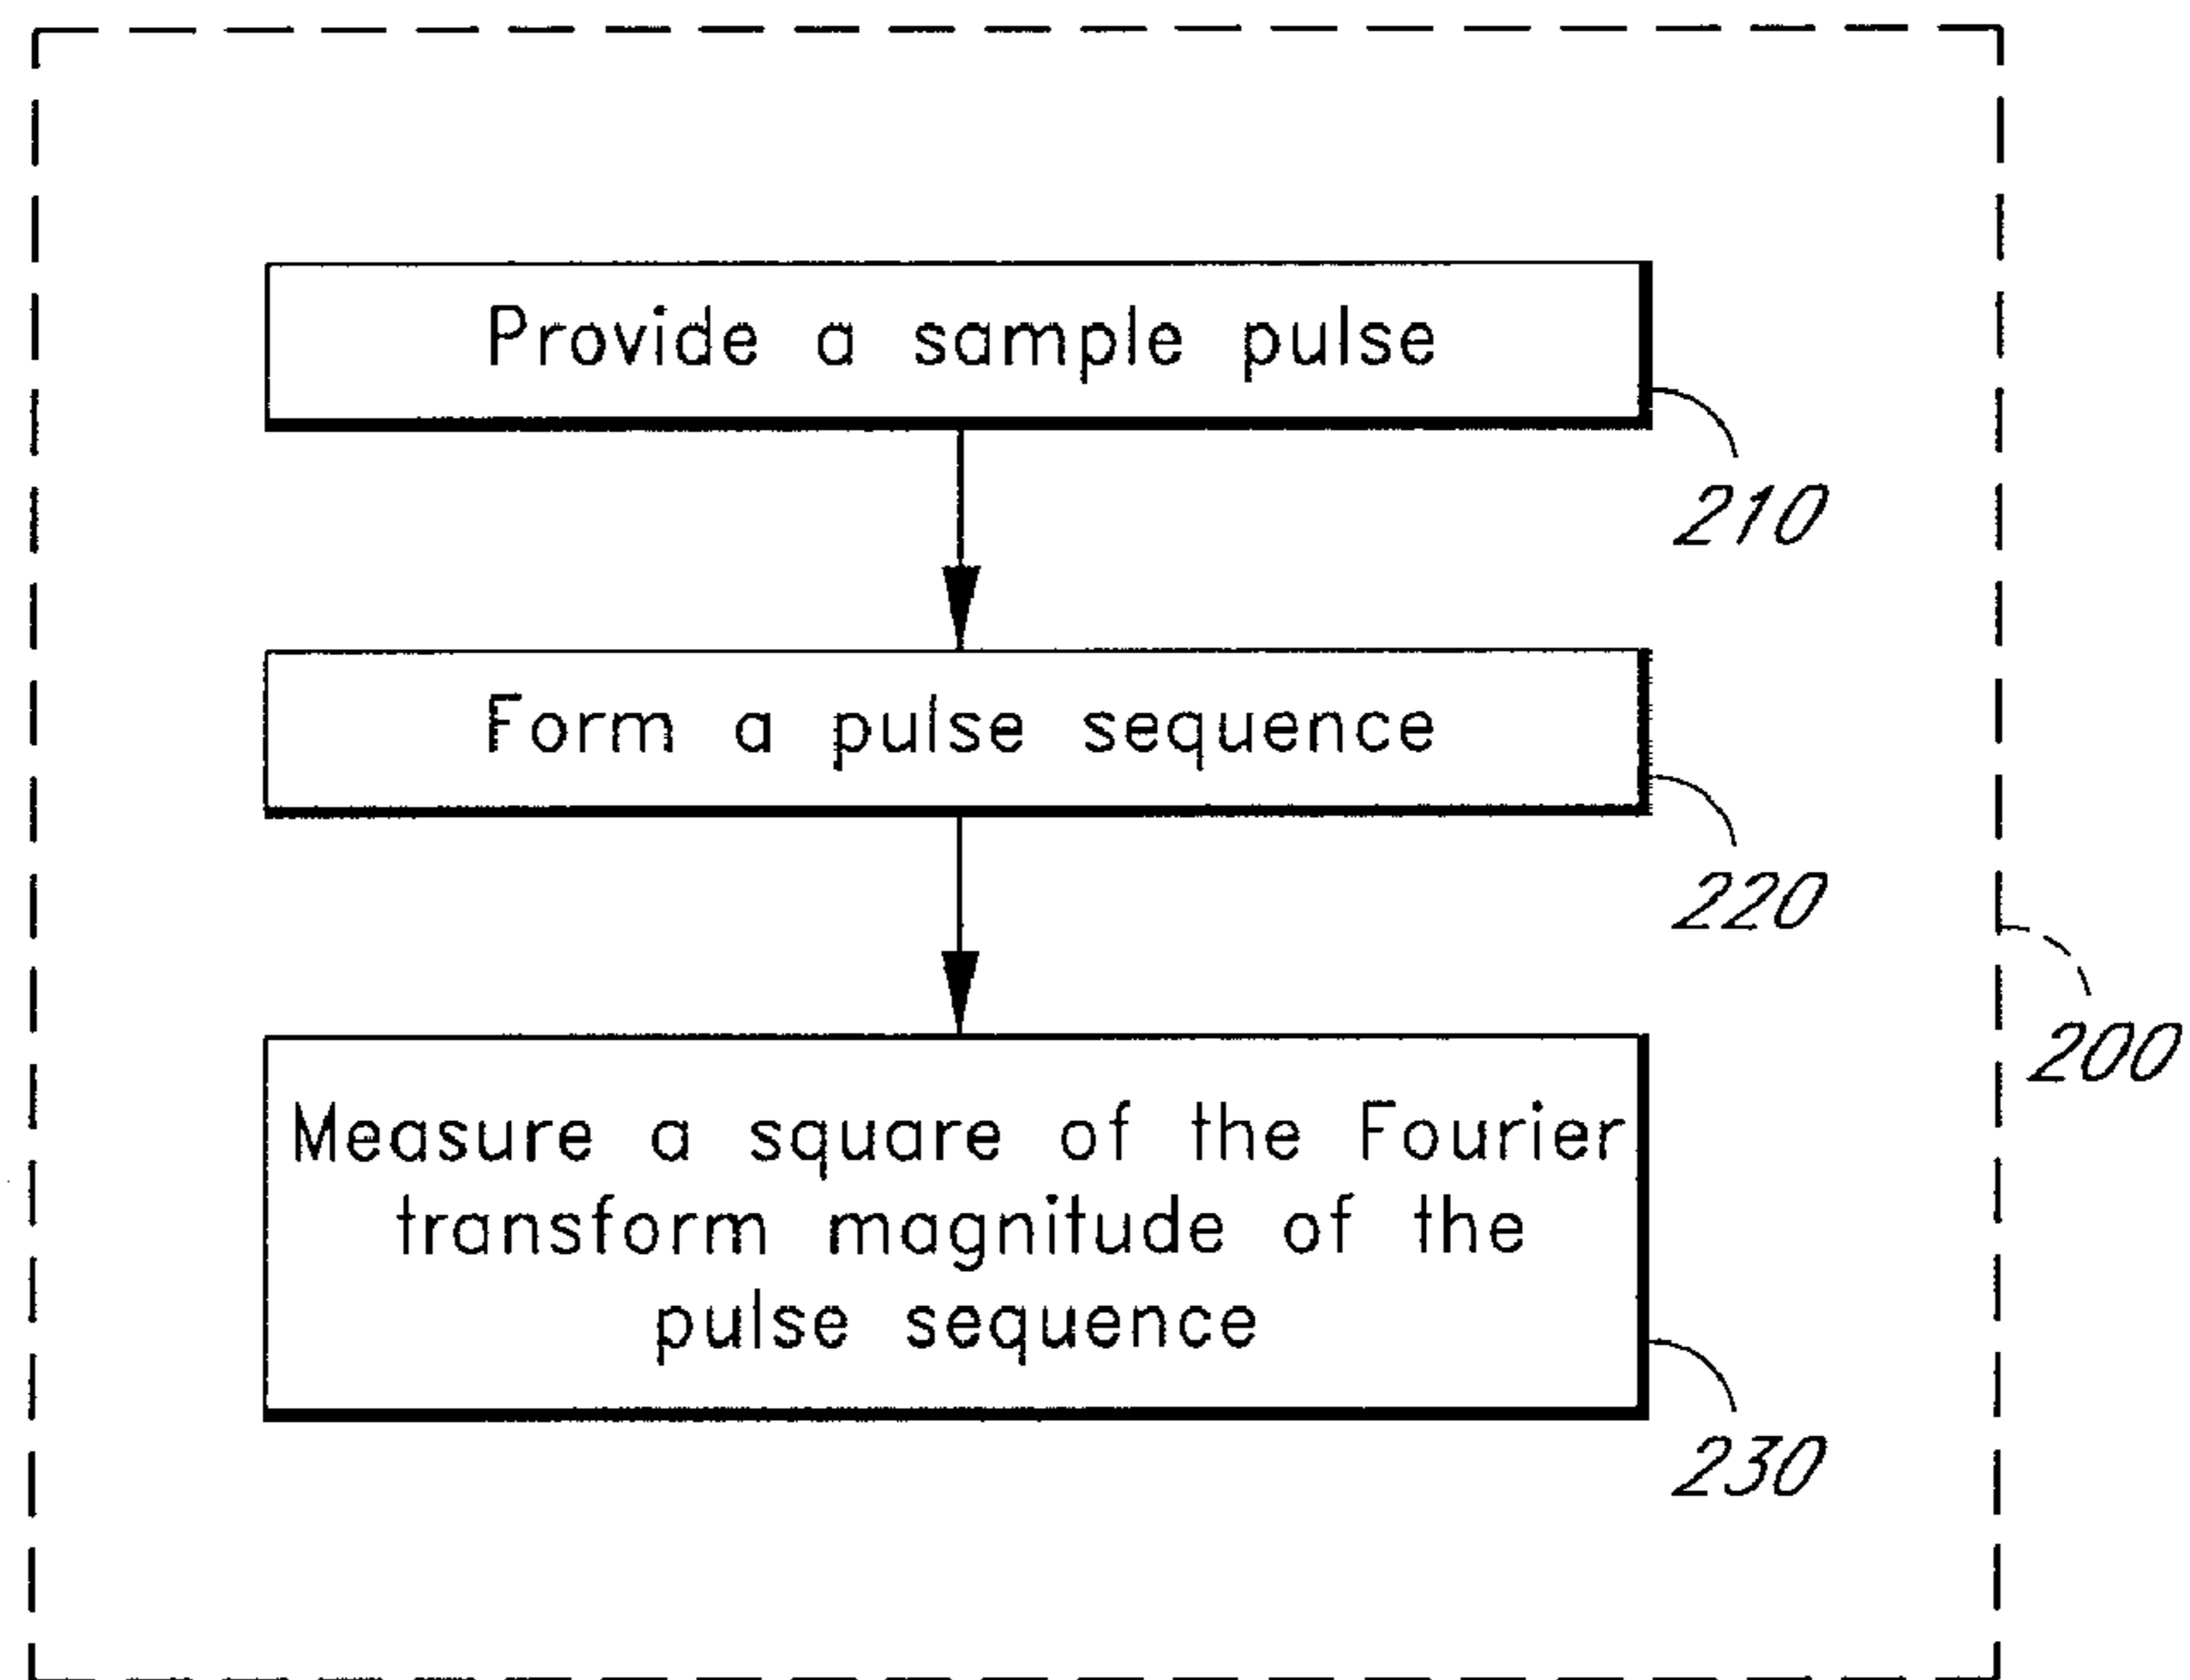 Provide a sample pulse
210
Form a pulse sequence
220
200
Measure a square of the Fourier
transform magnitude of the
pulse sequence
230